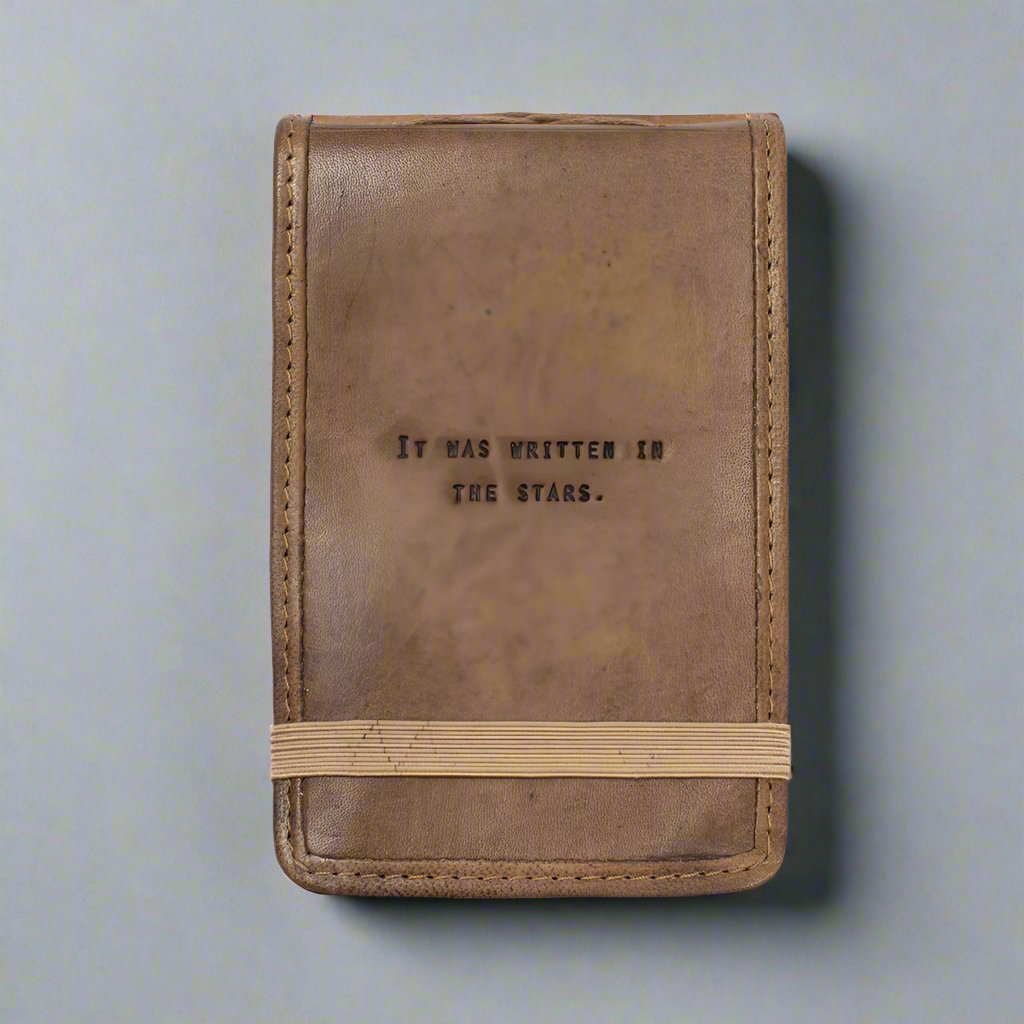 It was written in
the stars.